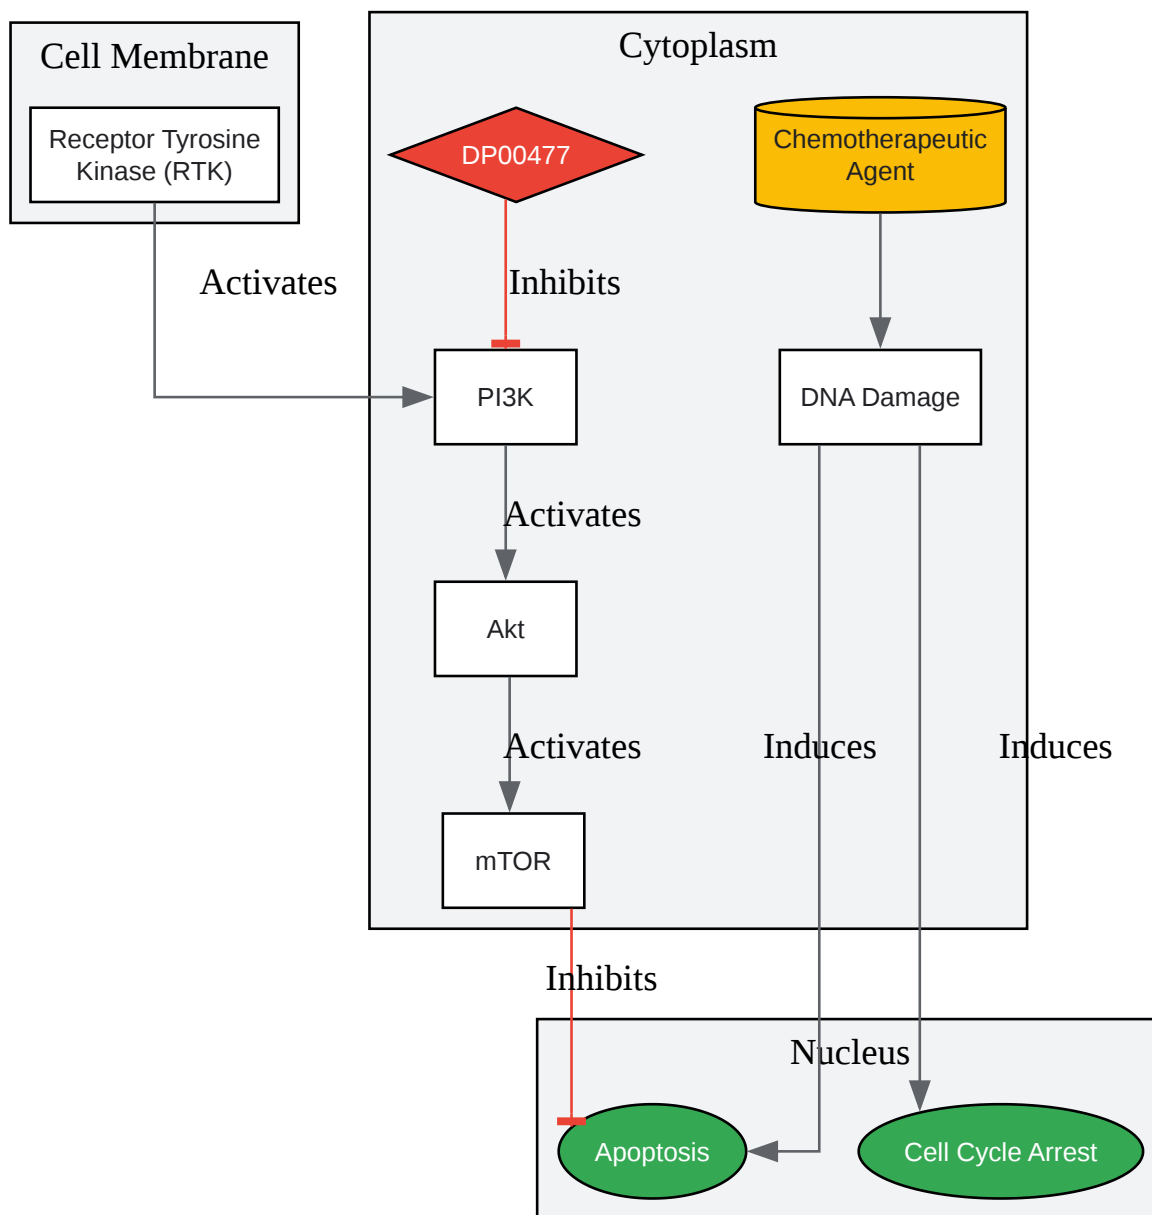 Cell Membrane
Receptor Tyrosine
Kinase (RTK)
Cytoplasm
DP00477
Chemotherapeutic
Agent
Activates
Inhibits
PI3K
DNA Damage
Activates
Akt
Activates
Induces
Induces
mTOR
Inhibits
Nucleus
Apoptosis
Cell Cycle Arrest